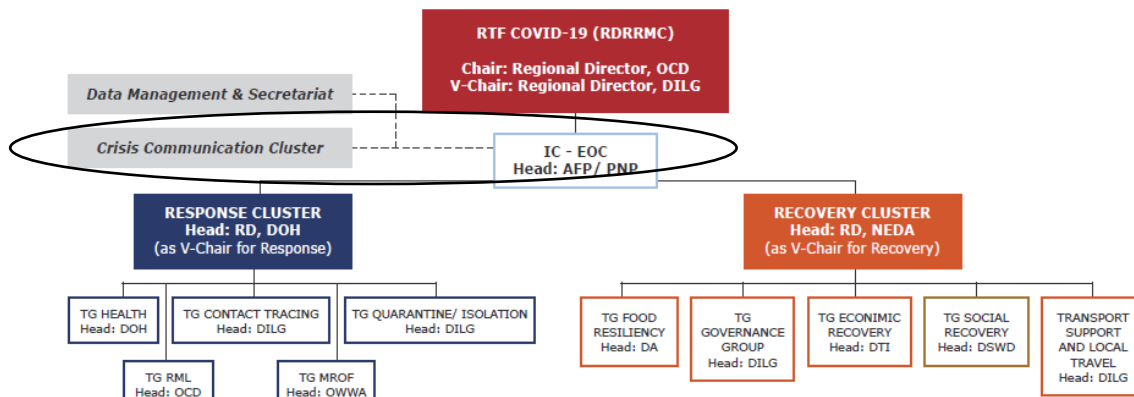 RTF COVID-19 (RDRRMC)
Chair: Regional Director, OCD
V-Chair: Regional Director, DILG
Data Management & Secretariat
Crisis Communication Cluster
IC - EOC
Head: AFP/ PNP
RESPONSE CLUSTER
Head: RD, DOH
(as V-Chair for Response)
RECOVERY CLUSTER
Head: RD, NEDA
(as V-Chair for Recovery)
TG HEALTH
Head: DOH
TG CONTACT TRACING
Head: DILG
TG QUARANTINE/ ISOLATION
Head: DILG
TG RML
Head: OCD
TG MROF
Head: OWWA
TG FOOD
RESILIENCY
Head: DA
TG
GOVERNANCE
GROUP
Head: DILG
TG ECONIMIC
RECOVERY
Head: DTI
TG SOCIAL
RECOVERY
Head: DSWD
TRANSPORT
SUPPORT
AND LOCAL
TRAVEL
Head: DILG